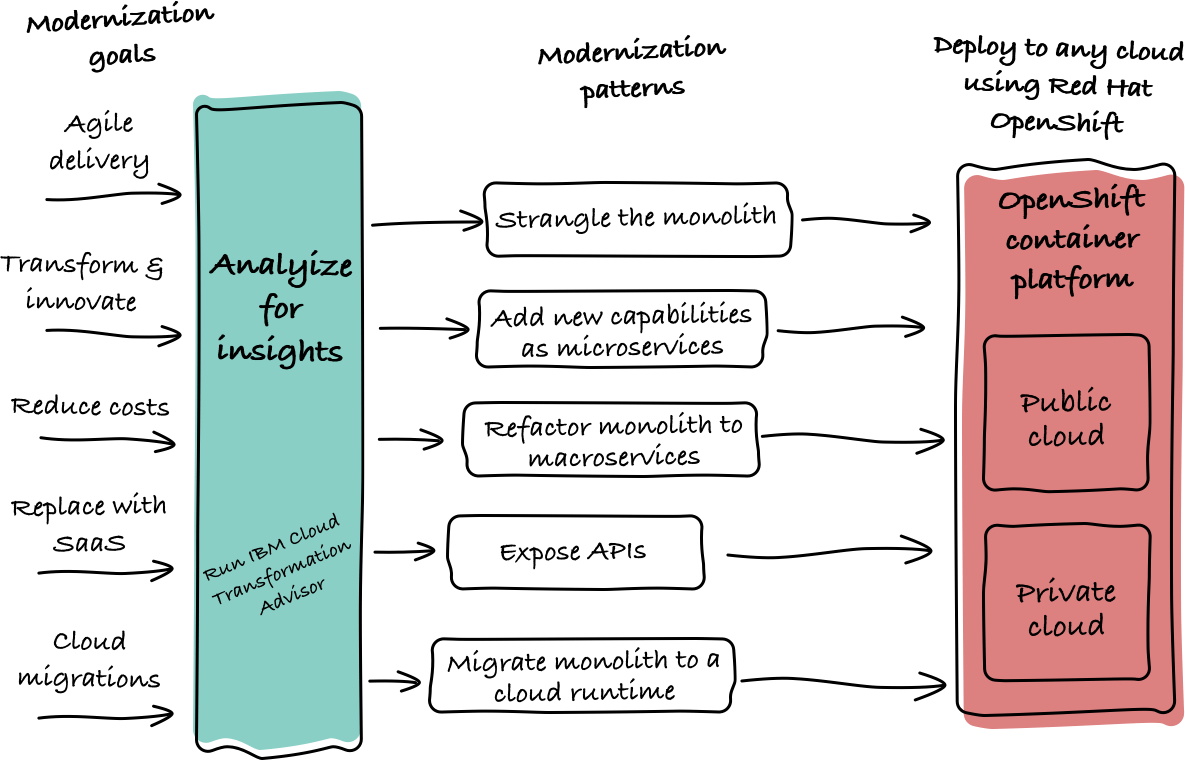 Modernization
goals
Agile
delivery
Transform &
innovate
Reduce costs
Replace with
SaaS
Cloud
migrations
Analyize
for
insights
Run IBM Cloud
Transformation
Advisor
Modernization
patterns
Strangle the monolith
Add new capabilities
as microservices
Refactor monolith to
macroservices
Expose APIs
Migrate monolith to a
cloud runtime
Deploy to any cloud
using Red Hat
OpenShift
OpenShift
container
platform
Public
cloud
Private
cloud